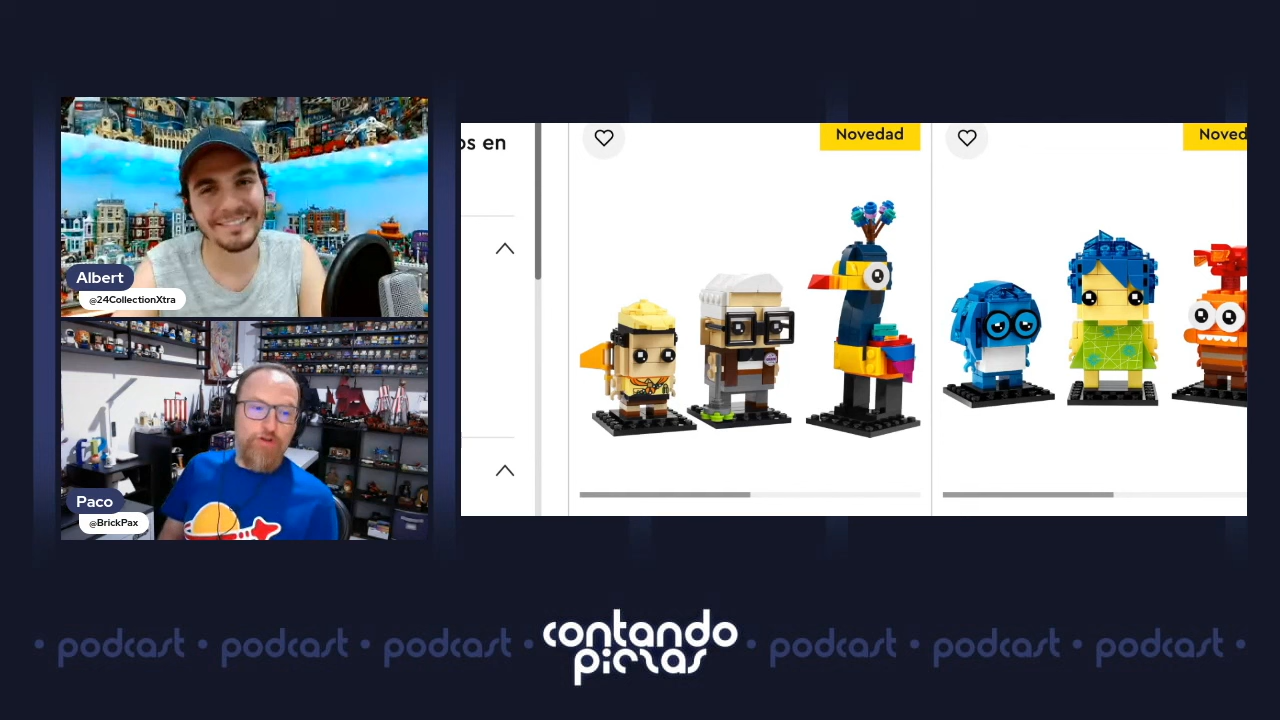 Albert
@24CollectionXtra
Paco
@BrickPax
os en
Novedad
Noved
• podcast • podcast • podcast •
contando
piezas
• podcast • podcast • podcast •